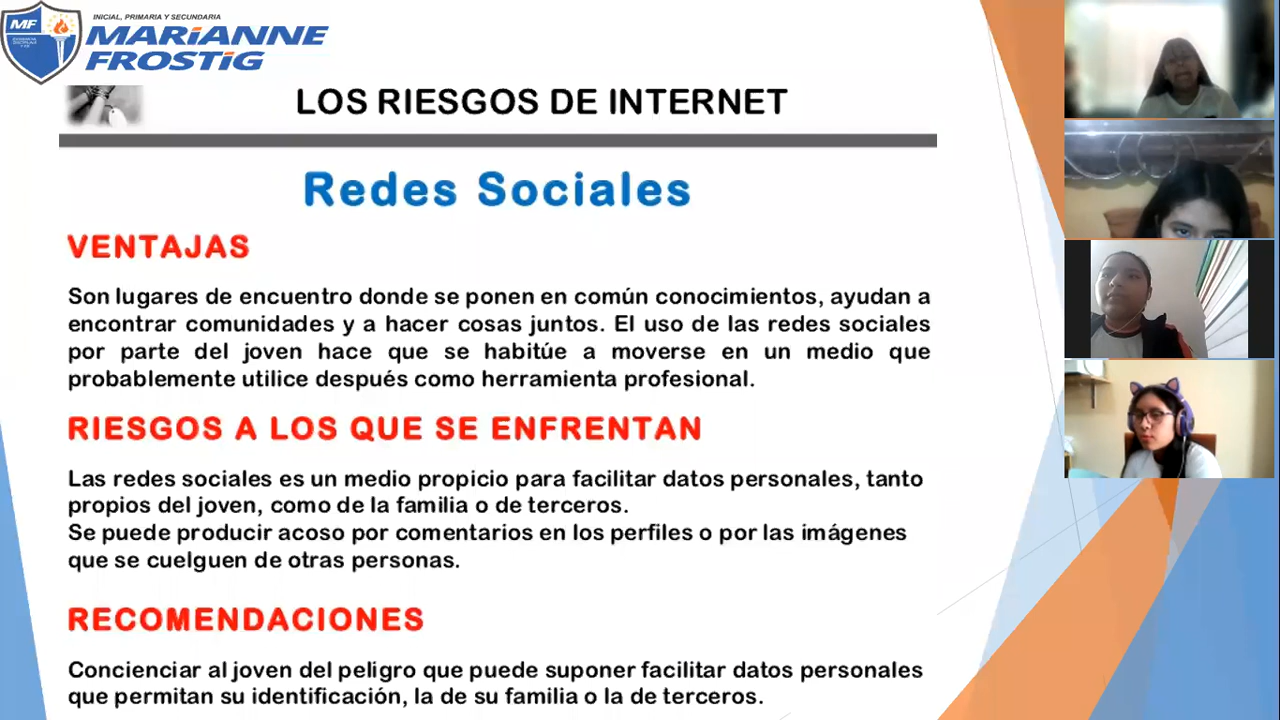 INICIAL, PRIMARIA Y SECUNDARIA
MF
MARIANNE
FROSTIG
LOS RIESGOS DE INTERNET
Redes Sociales
VENTAJAS
Son lugares de encuentro donde se ponen en común conocimientos, ayudan a
encontrar comunidades y a hacer cosas juntos. El uso de las redes sociales
por parte del joven hace que se habitúe a moverse en un medio que
probablemente utilice después como herramienta profesional.
RIESGOS A LOS QUE SE ENFRENTAN
Las redes sociales es un medio propicio para facilitar datos personales, tanto
propios del joven, como de la familia o de terceros.
Se puede producir acoso por comentarios en los perfiles o por las imágenes
que se cuelguen de otras personas.
RECOMENDACIONES
Concienciar al joven del peligro que puede suponer facilitar datos personales
que permitan su identificación, la de su familia o la de terceros.